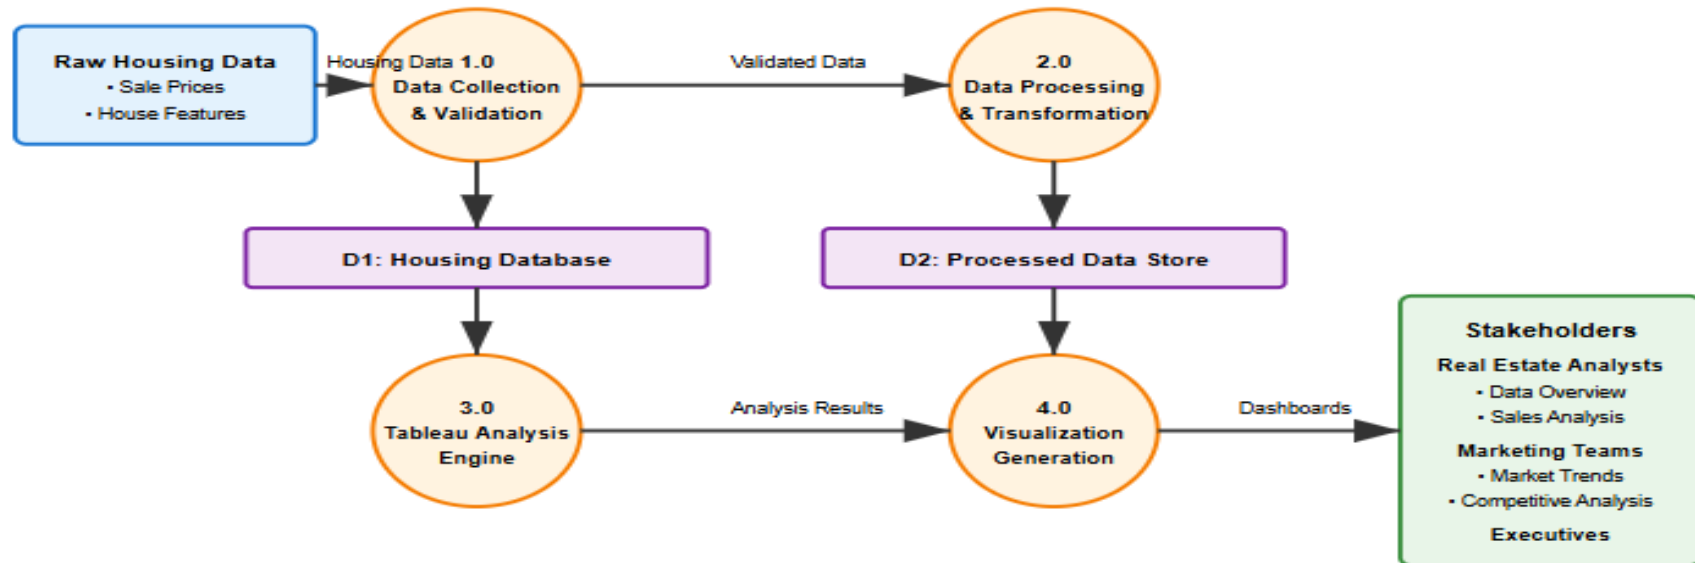 Raw Housing Data
• Sale Prices
• House Features
Housing Data
1.0
Data Collection
& Validation
Validated Data
2.0
Data Processing
& Transformation
D1: Housing Database
D2: Processed Data Store
3.0
Tableau Analysis
Engine
Analysis Results
4.0
Visualization
Generation
Dashboards
Stakeholders
Real Estate Analysts
• Data Overview
• Sales Analysis
Marketing Teams
• Market Trends
• Competitive Analysis
Executives